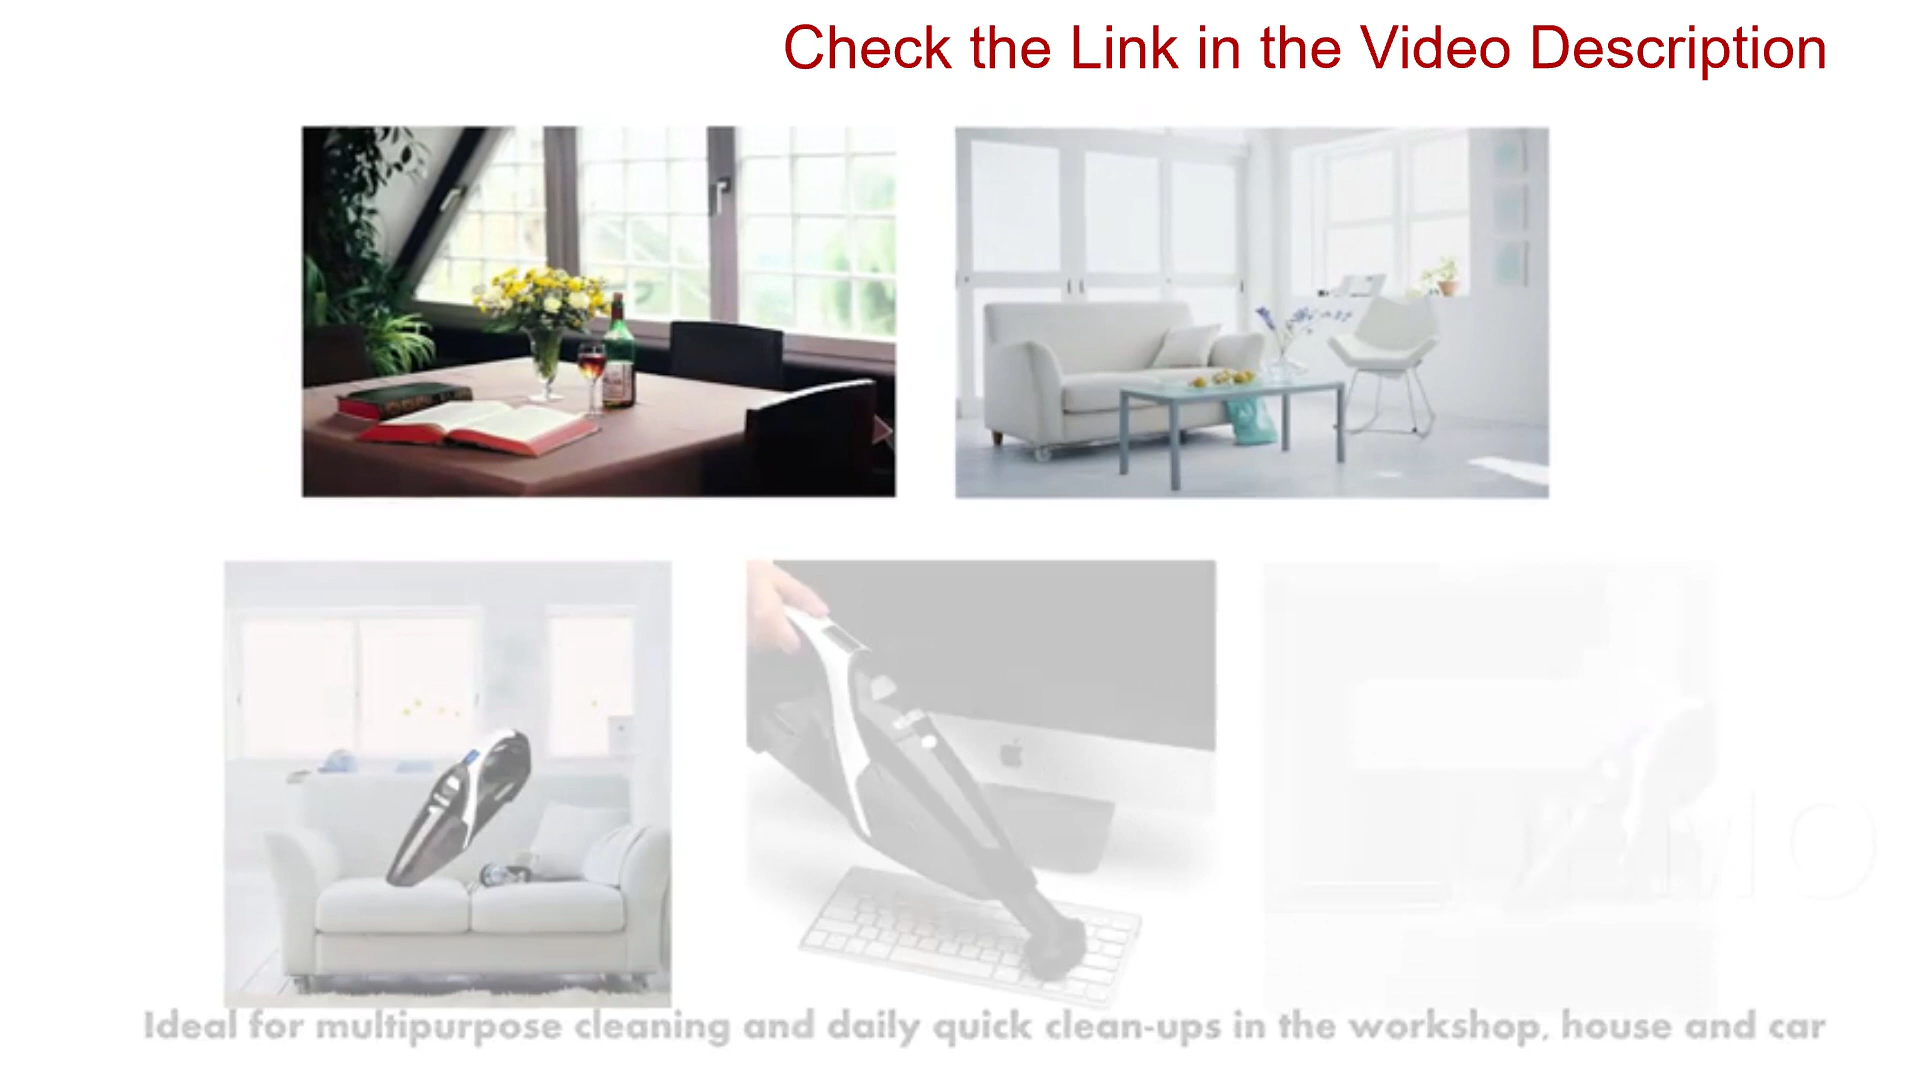 Check the Link in the Video Description
Ideal for multipurpose cleaning and daily quick clean-ups in the workshop, house and car